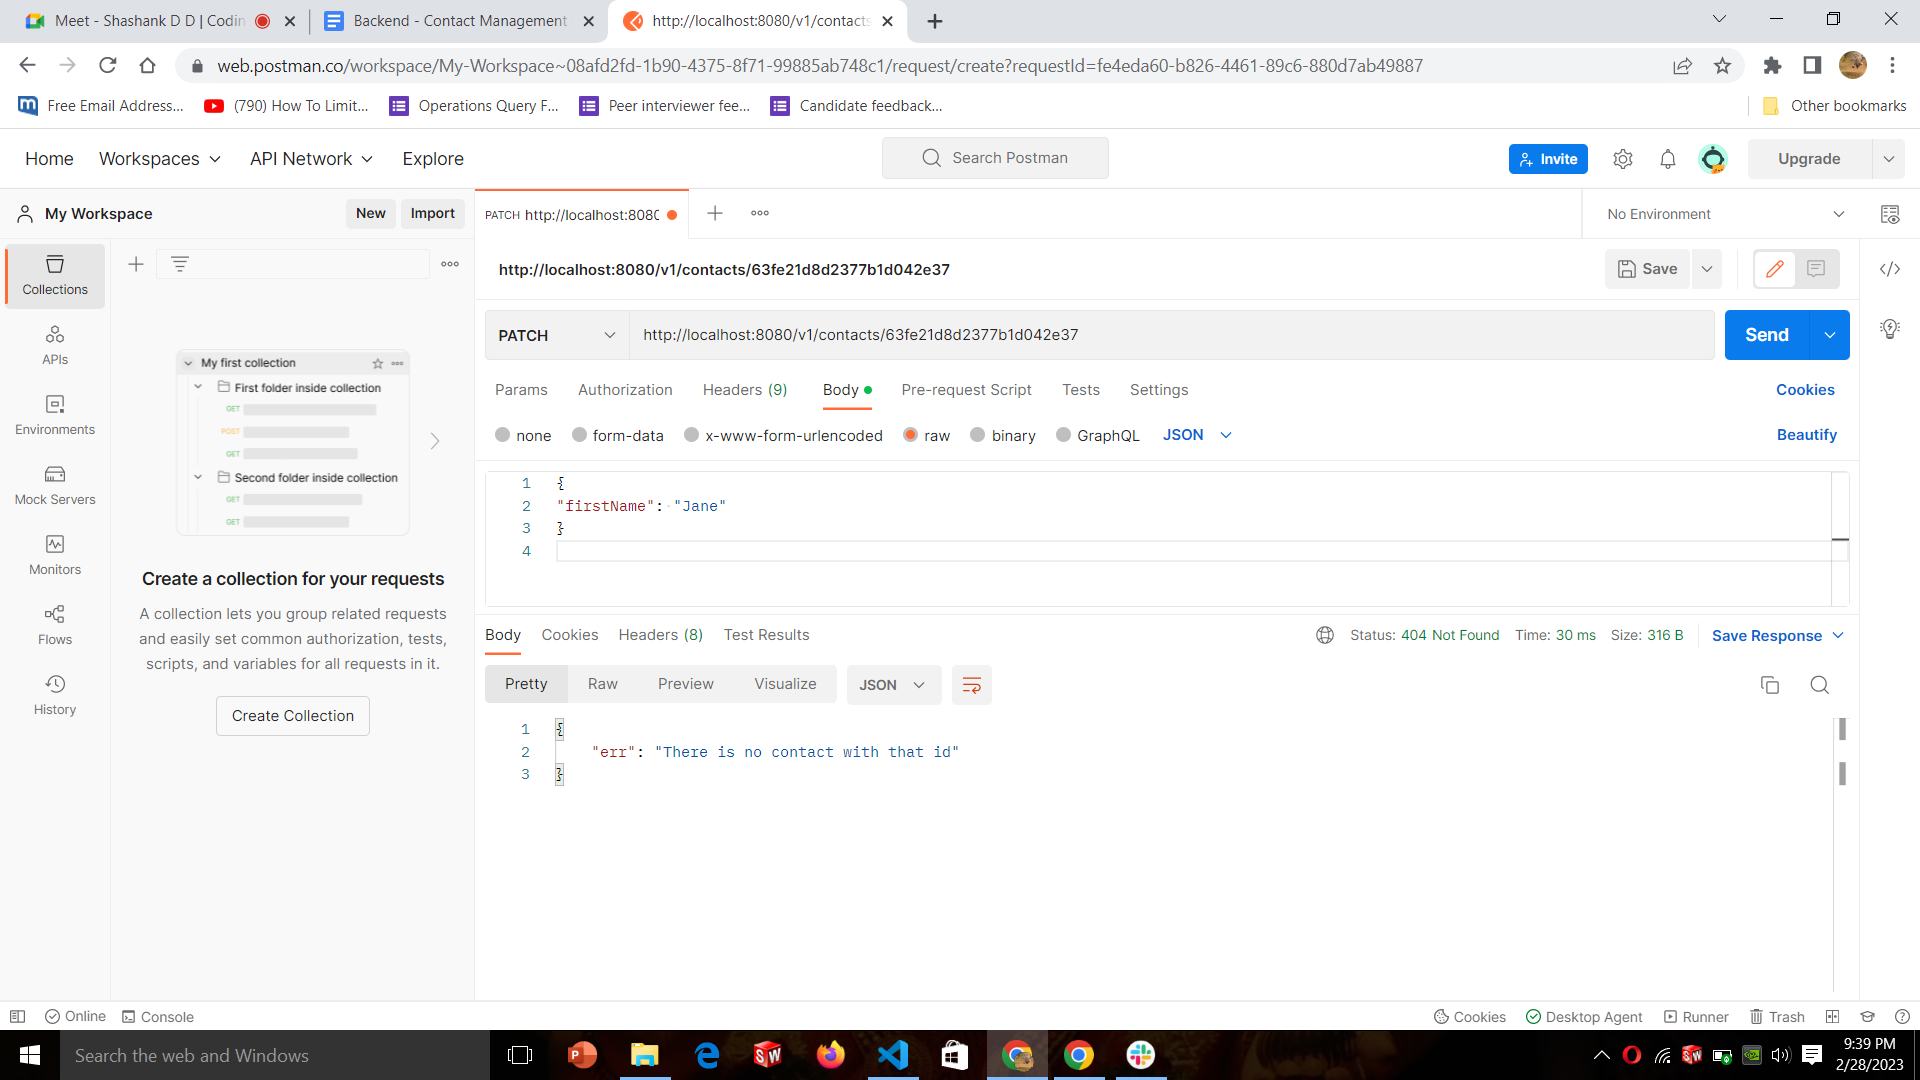 Meet - Shashank D D | Codin
Backend - Contact Management
http://localhost:8080/v1/contacts
web.postman.co/workspace/My-Workspace~08afd2fd-1b90-4375-8f71-99885ab748c1/request/create?requestId=fe4eda60-b826-4461-89c6-880d7ab49887
Free Email Address...
(790) How To Limit...
Operations Query F...
Peer interviewer fee...
Candidate feedback...
Other bookmarks
Home
Workspaces
API Network
Explore
Search Postman
Invite
Upgrade
My Workspace
New
Import
PATCH http://localhost:8080
No Environment
Collections
APIs
Environments
Mock Servers
Monitors
Flows
History
My first collection
First folder inside collection
GET
POST
GET
Second folder inside collection
GET
GET
Create a collection for your requests
A collection lets you group related requests
and easily set common authorization, tests,
scripts, and variables for all requests in it.
Create Collection
http://localhost:8080/v1/contacts/63fe21d8d2377b1d042e37
Save
PATCH
http://localhost:8080/v1/contacts/63fe21d8d2377b1d042e37
Send
Params
Authorization
Headers (9)
Body
Pre-request Script
Tests
Settings
Cookies
none
form-data
x-www-form-urlencoded
raw
binary
GraphQL
JSON
Beautify
1 {
2 "firstName": "Jane"
3 }
4
Body
Cookies
Headers (8)
Test Results
Status: 404 Not Found
Time: 30 ms
Size: 316 B
Save Response
Pretty
Raw
Preview
Visualize
JSON
1 {
2 "err": "There is no contact with that id"
3 }
Online
Console
Cookies
Desktop Agent
Runner
Trash
Search the web and Windows
9:39 PM
2/28/2023